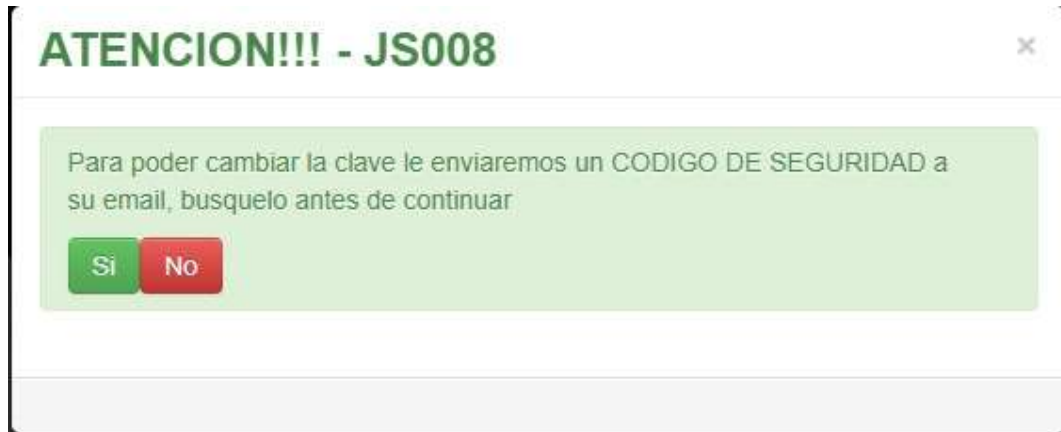 ATENCION!!! - JS008
×
Para poder cambiar la clave le enviaremos un CODIGO DE SEGURIDAD a
su email, busquelo antes de continuar
Si No